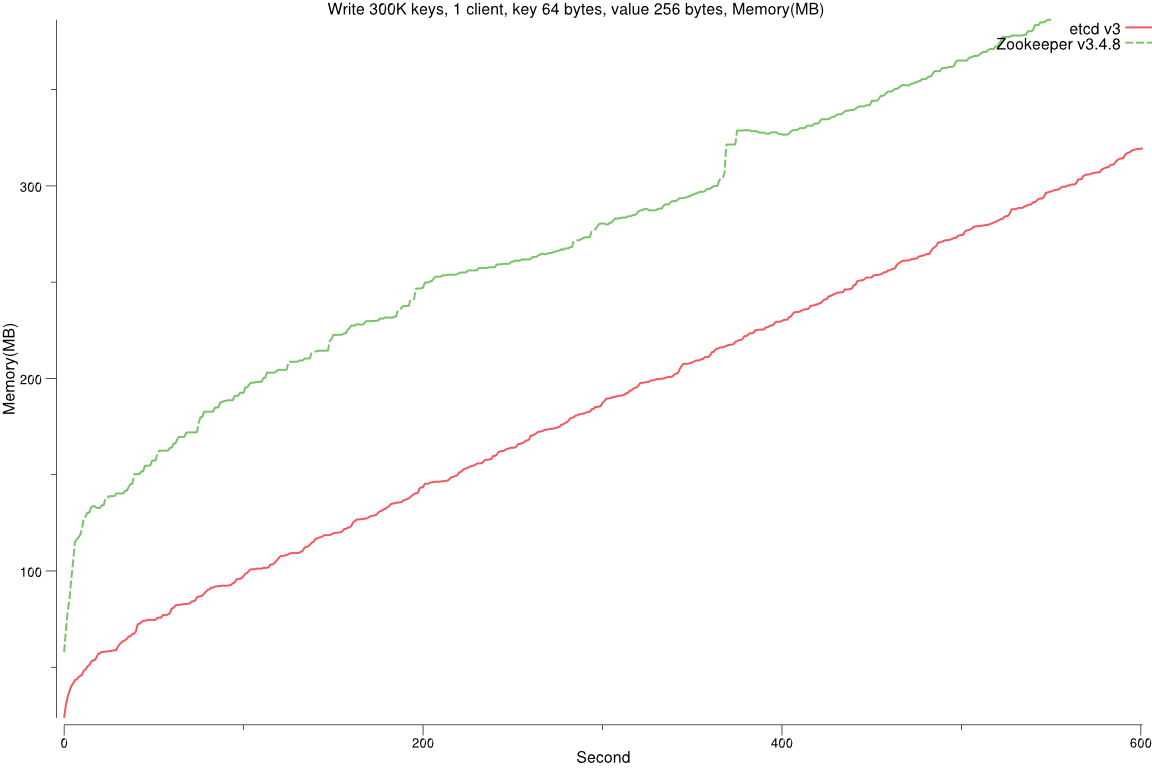 Write 300K keys, 1 client, key 64 bytes, value 256 bytes, Memory(MB)
etcd v3
Zookeeper v3.4.8
300
200
100
Memory(MB)
0 200 400 600
Second